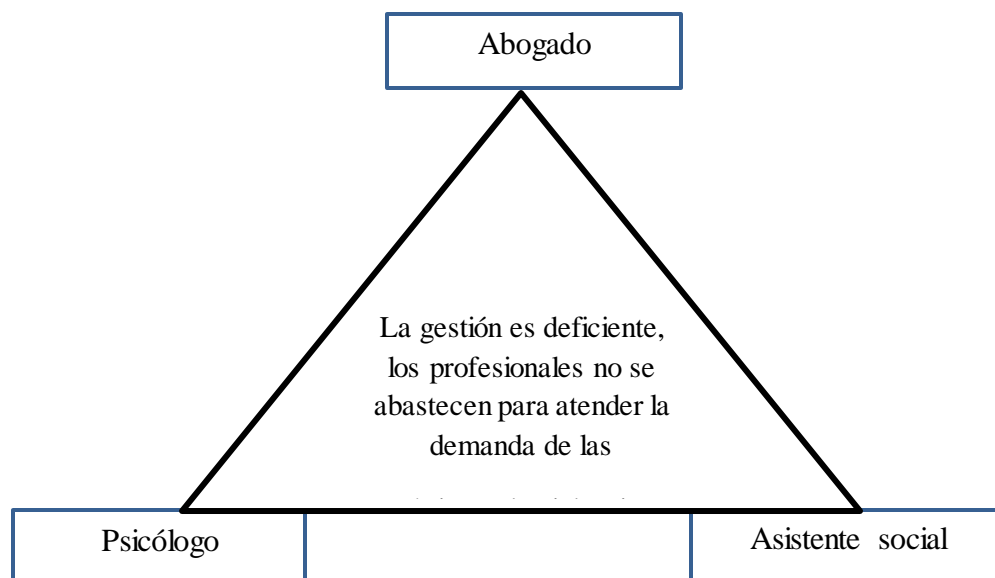 Abogado
La gestión es deficiente,
los profesionales no se
abastecen para atender la
demanda de las
Psicólogo
Asistente social